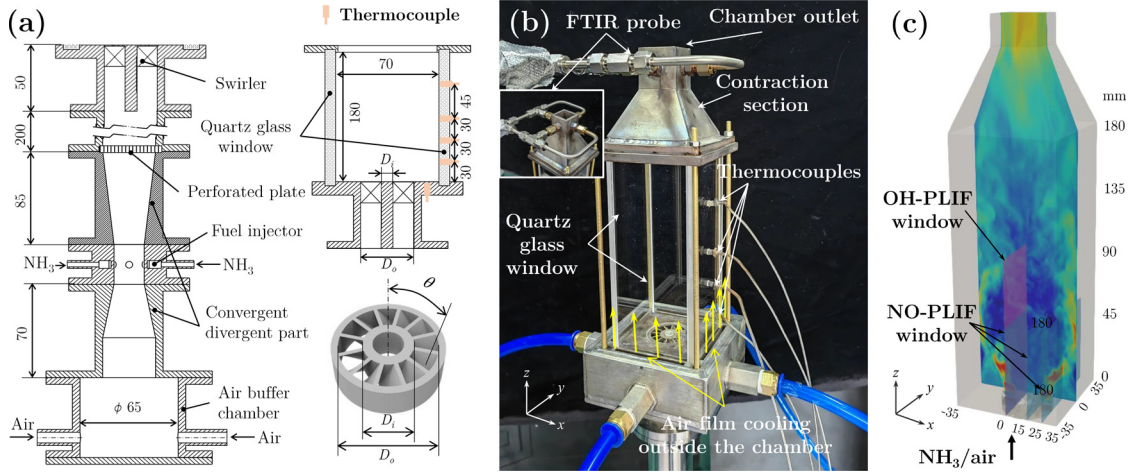 (a)
Thermocouple
50
Swirler
200
Perforated plate
85
Fuel injector
NH3
NH3
Convergent
divergent part
70
Air buffer
chamber
ϕ 65
Air
Air
70
180
45
30
30
30
Quartz glass
window
Di
Do
θ
Di
Do
(b)
FTIR probe
Chamber outlet
Contraction
section
Thermocouples
Quartz
glass
window
z
y
x
Air film cooling
outside the chamber
(c)
mm
180
135
90
45
0
OH-PLIF
window
NO-PLIF
window
180
180
z
y
x
-35
0
15
25
35
-35
0
35
NH3/air